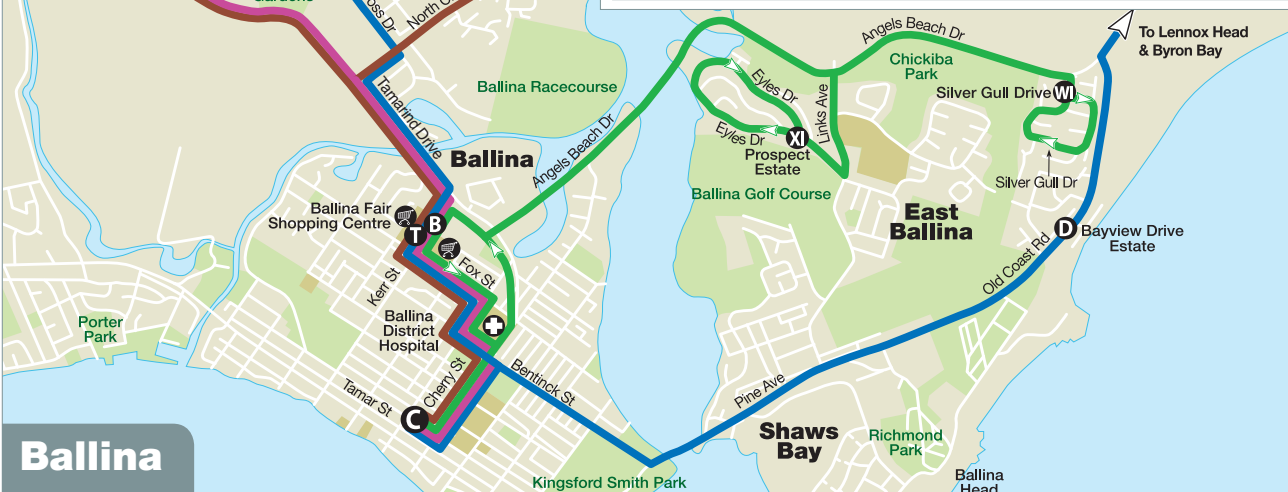 Gardens
oss Dr
North C
Angels Beach Dr
To Lennox Head
& Byron Bay
Chickiba
Park
Ballina Racecourse
Eyles Dr
Silver Gull Drive
WI
Tamarind Drive
Links Ave
Angels Beach Dr
Eyles Dr
XI
Prospect
Estate
Ballina
Silver Gull Dr
Ballina Golf Course
Ballina Fair
Shopping Centre
B
T
East
Ballina
D
Bayview Drive
Estate
Fox St
Old Coast Rd
Kerr St
Porter
Park
Ballina
District
Hospital
Bentinck St
Cherry St
Tamar St
Pine Ave
C
Shaws
Bay
Richmond
Park
Ballina
Kingsford Smith Park
Ballina
Head